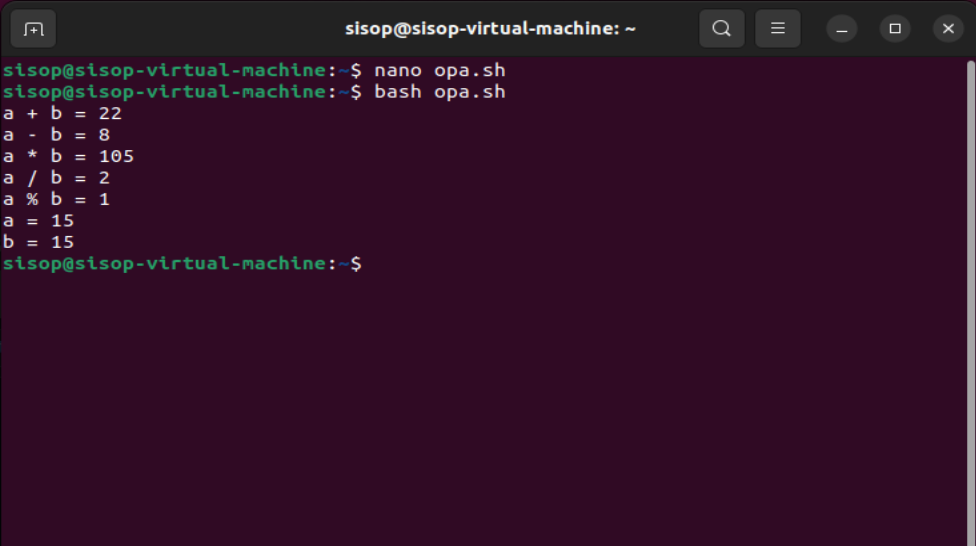 sisop@sisop-virtual-machine: ~
sisop@sisop-virtual-machine:~$ nano opa.sh
sisop@sisop-virtual-machine:~$ bash opa.sh
a + b = 22
a - b = 8
a * b = 105
a / b = 2
a % b = 1
a = 15
b = 15
sisop@sisop-virtual-machine:~$